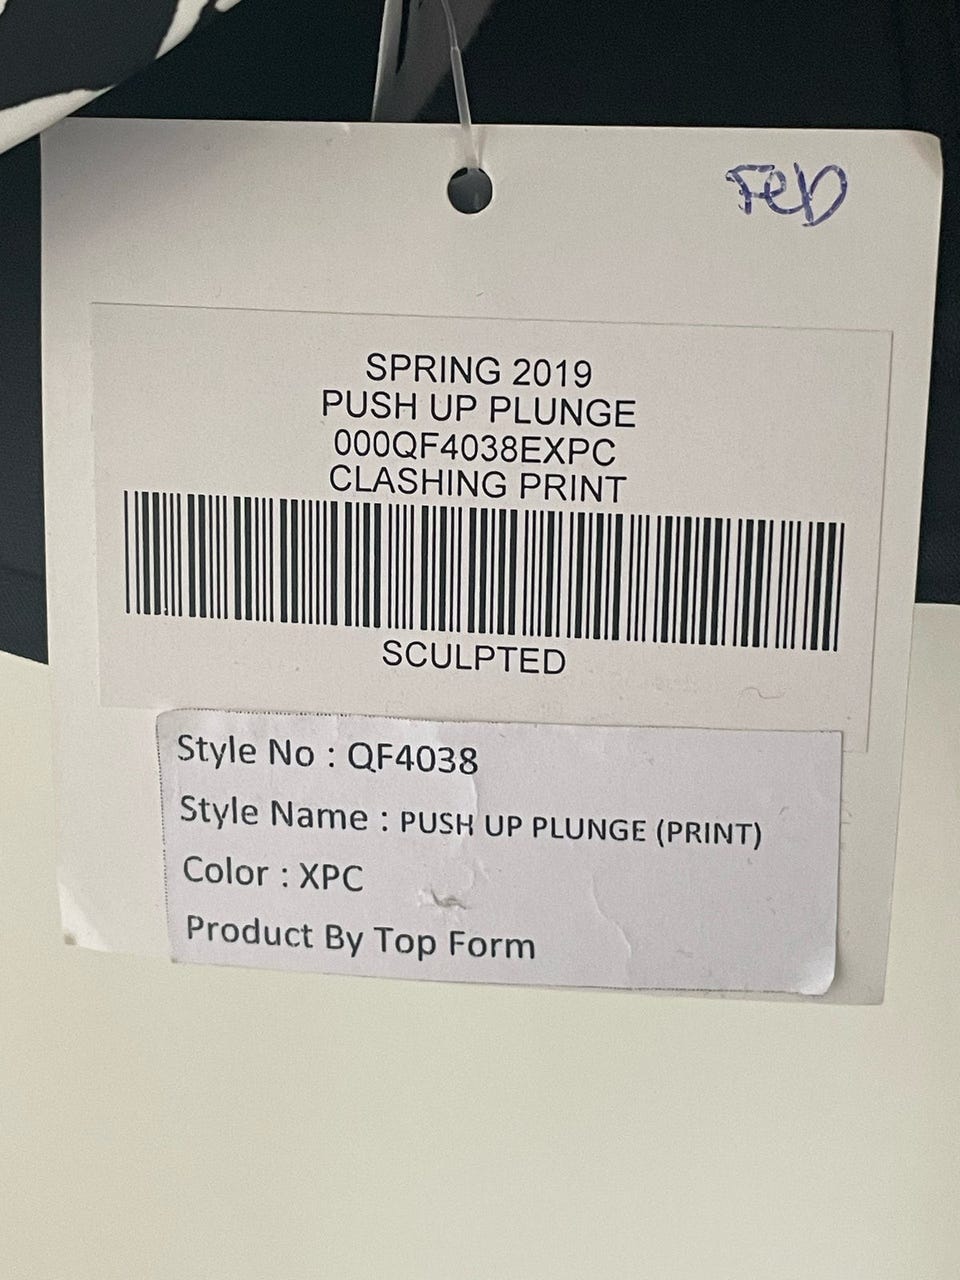 Feb
SPRING 2019
PUSH UP PLUNGE
000QF4038EXPC
CLASHING PRINT
SCULPTED
Style No : QF4038
Style Name : PUSH UP PLUNGE (PRINT)
Color : XPC
Product By Top Form